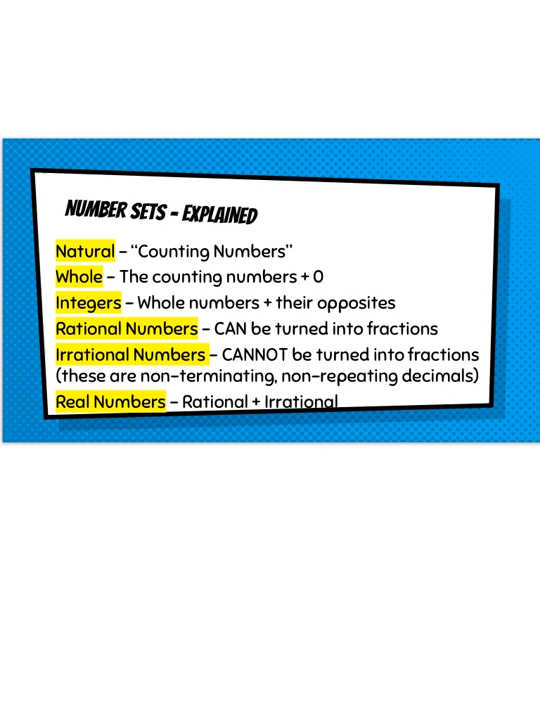 NUMBER SETS - EXPLAINED
Natural – “Counting Numbers”
Whole – The counting numbers + 0
Integers – Whole numbers + their opposites
Rational Numbers – CAN be turned into fractions
Irrational Numbers – CANNOT be turned into fractions
(these are non-terminating, non-repeating decimals)
Real Numbers – Rational + Irrational